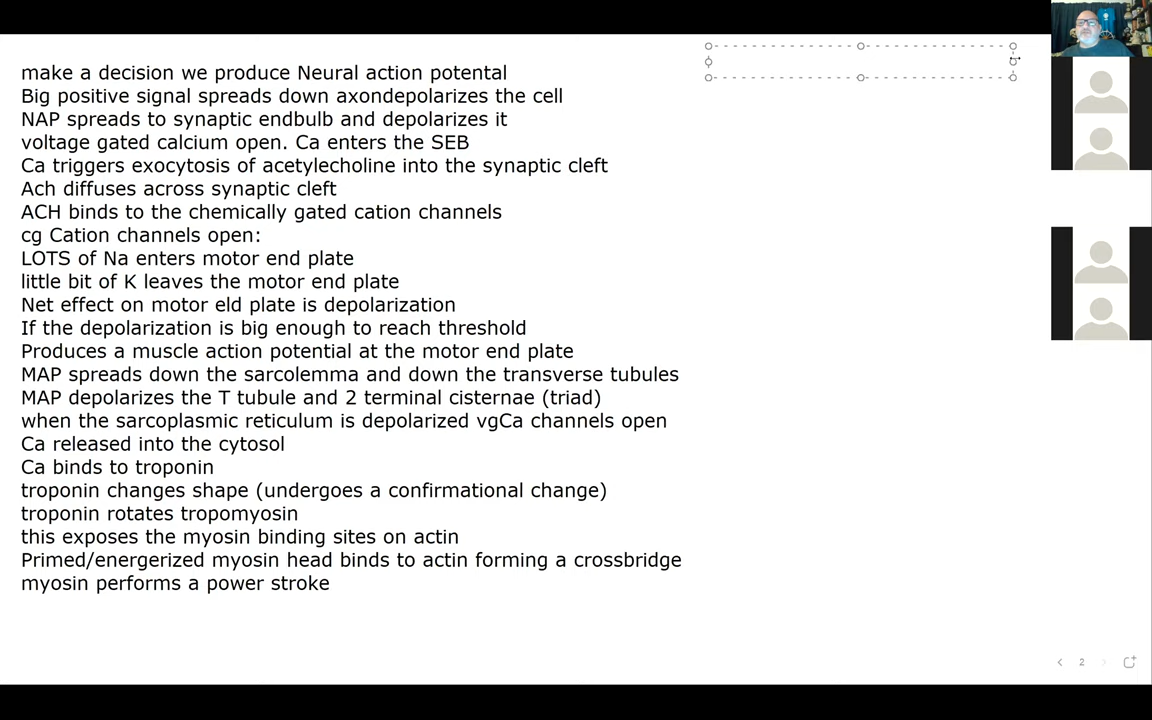 make a decision we produce Neural action potental
Big positive signal spreads down axondepolarizes the cell
NAP spreads to synaptic endbulb and depolarizes it
voltage gated calcium open. Ca enters the SEB
Ca triggers exocytosis of acetylecholine into the synaptic cleft
Ach diffuses across synaptic cleft
ACH binds to the chemically gated cation channels
cg Cation channels open:
LOTS of Na enters motor end plate
little bit of K leaves the motor end plate
Net effect on motor eld plate is depolarization
If the depolarization is big enough to reach threshold
Produces a muscle action potential at the motor end plate
MAP spreads down the sarcolemma and down the transverse tubules
MAP depolarizes the T tubule and 2 terminal cisternae (triad)
when the sarcoplasmic reticulum is depolarized vgCa channels open
Ca released into the cytosol
Ca binds to troponin
troponin changes shape (undergoes a confirmational change)
troponin rotates tropomyosin
this exposes the myosin binding sites on actin
Primed/energerized myosin head binds to actin forming a crossbridge
myosin performs a power stroke
2